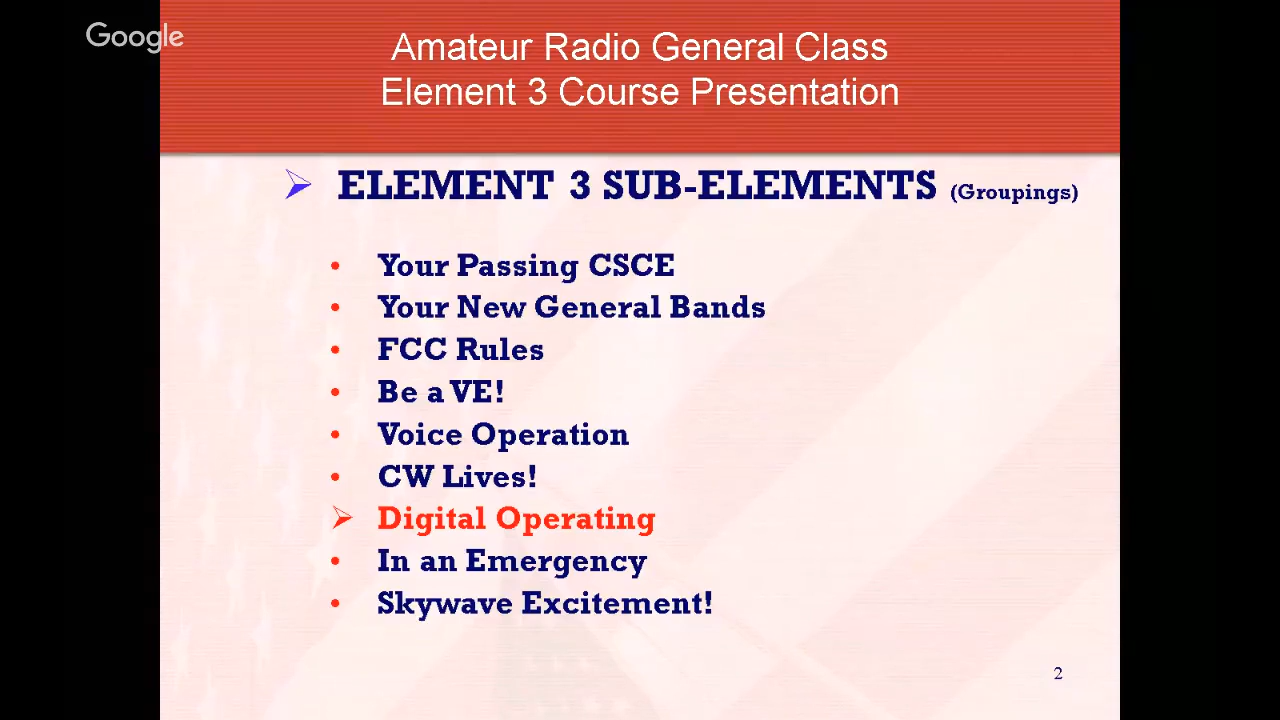 Google
Amateur Radio General Class
Element 3 Course Presentation
ELEMENT 3 SUB-ELEMENTS (Groupings)
Your Passing CSCE
Your New General Bands
FCC Rules
Be a VE!
Voice Operation
CW Lives!
Digital Operating
In an Emergency
Skywave Excitement!
2